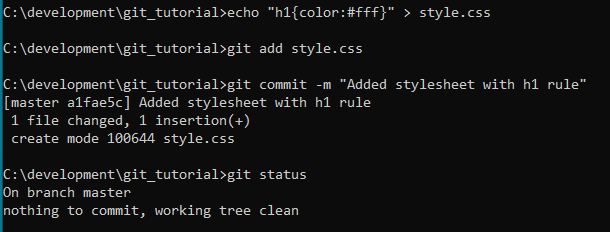 C:\development\git_tutorial>echo "h1{color:#fff}" > style.css
C:\development\git_tutorial>git add style.css
C:\development\git_tutorial>git commit -m "Added stylesheet with h1 rule"
[master a1fae5c] Added stylesheet with h1 rule
 1 file changed, 1 insertion(+)
 create mode 100644 style.css
C:\development\git_tutorial>git status
On branch master
nothing to commit, working tree clean